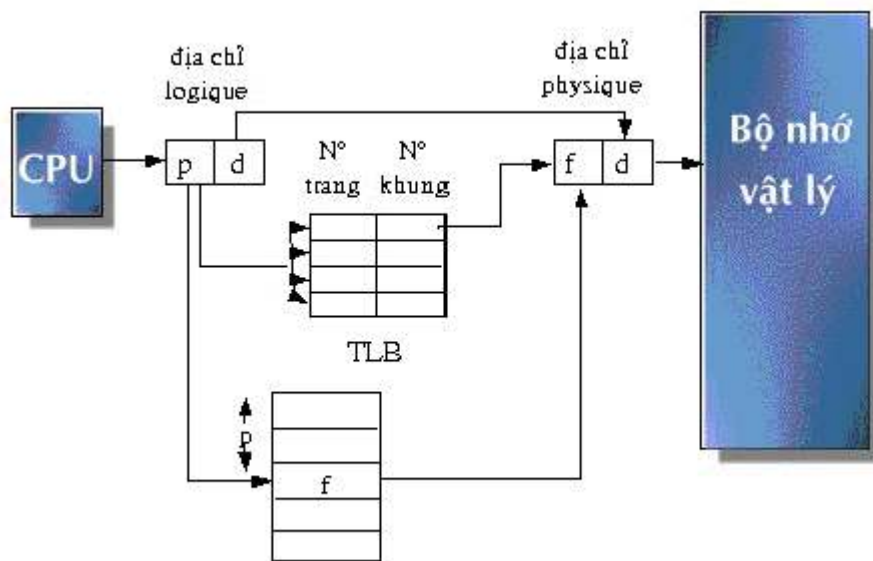 địa chỉ
logique
địa chỉ
physique
CPU
p
d
N°
trang
N°
khung
f
d
Bộ nhớ
vật lý
TLB
p
f